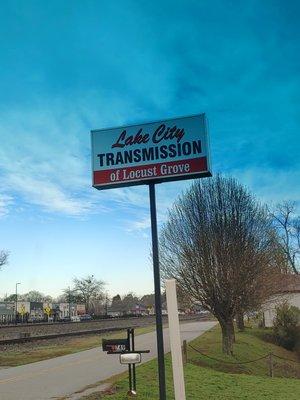 Lake City
TRANSMISSION
of Locust Grove